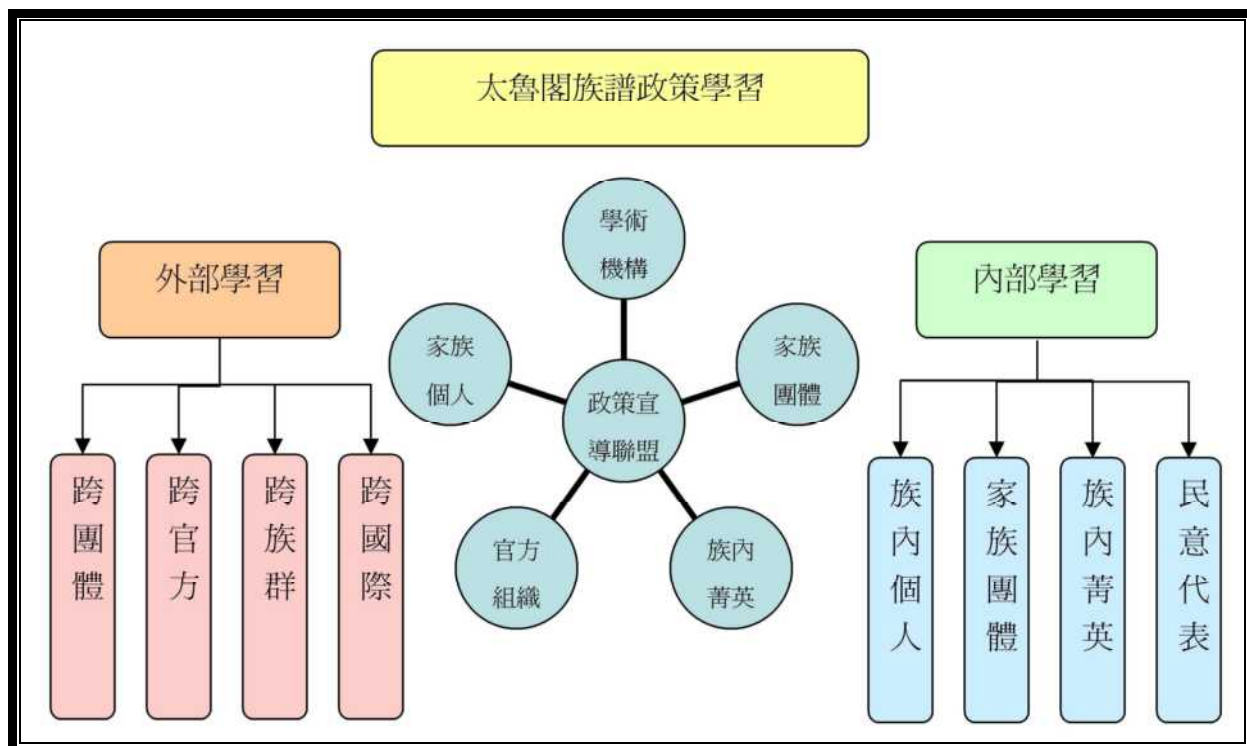 太魯閣族譜政策學習
外部學習
跨團體
跨官方
跨族群
跨國際
學術
機構
家族
個人
家族
團體
政策宣
導聯盟
官方
組織
族內
菁英
內部學習
族內個人
家族團體
族內菁英
民意代表